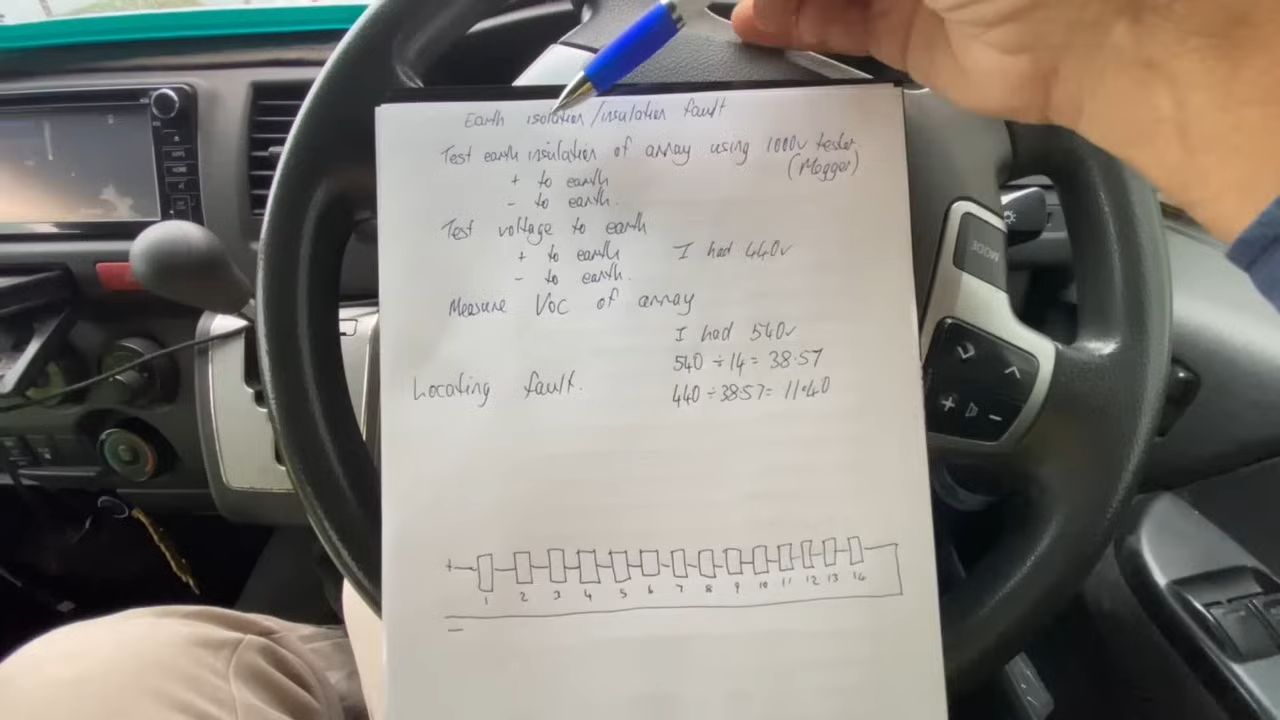 Earth isolation/insulation fault
Test earth insulation of array using 1000v tester.
(Megger)
+ to earth
- to earth.
Test voltage to earth
+ to earth I had 440v
- to earth.
Measure Voc of array
I had 540v
540 ÷ 14 = 38.57
Locating fault. 440 ÷ 38.57 = 11.40
+
1 2 3 4 5 6 7 8 9 10 11 12 13 14
-
MODE
+ -